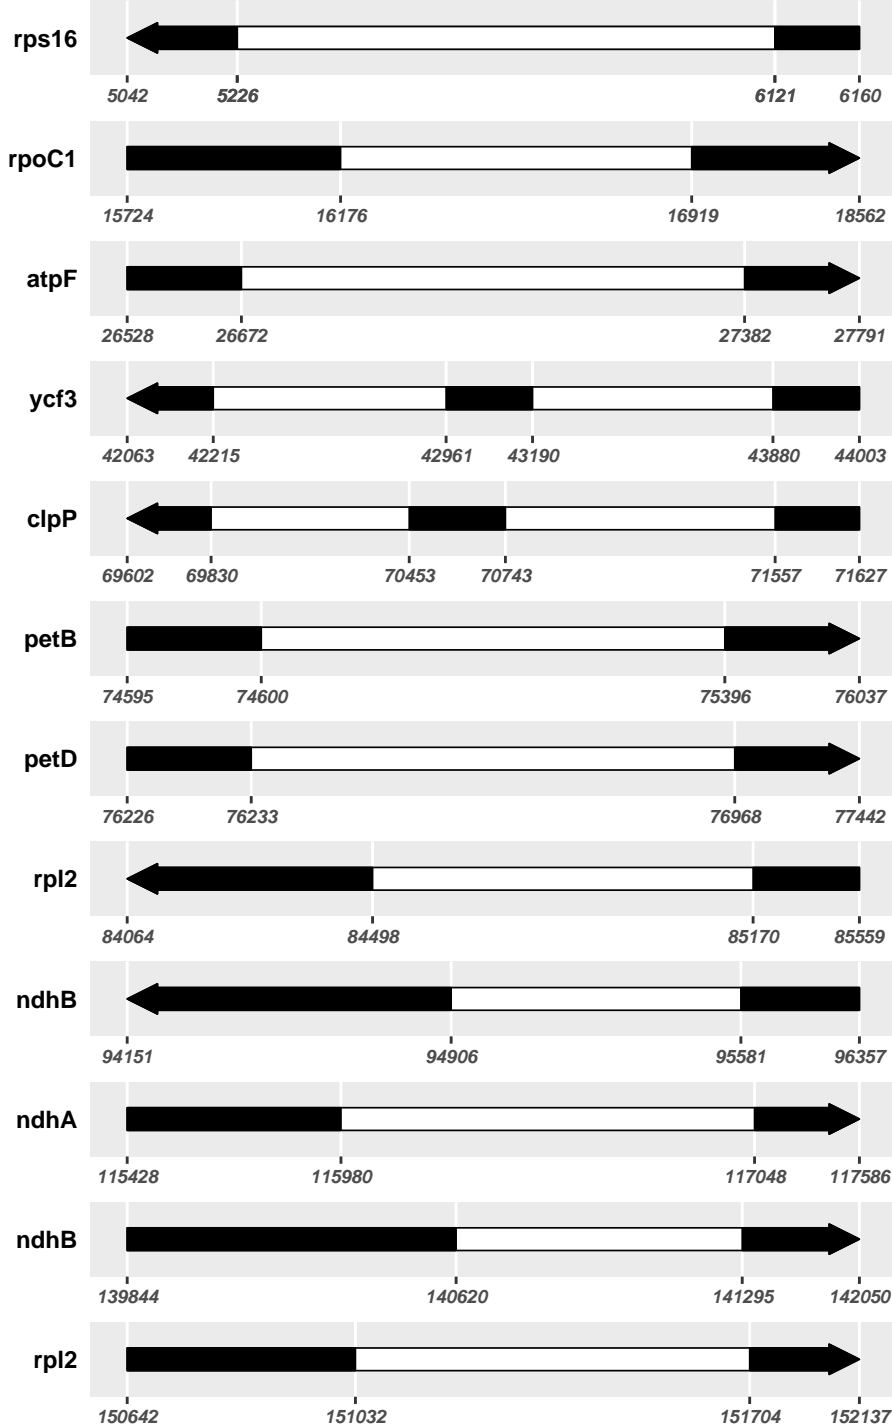 rps16
5042 5226 6121 6160
rpoC1
15724 16176 16919 18562
atpF
26528 26672 27382 27791
ycf3
42063 42215 42961 43190 43880 44003
clpP
69602 69830 70453 70743 71557 71627
petB
74595 74600 75396 76037
petD
76226 76233 76968 77442
rpl2
84064 84498 85170 85559
ndhB
94151 94906 95581 96357
ndhA
115428 115980 117048 117586
ndhB
139844 140620 141295 142050
rpl2
150642 151032 151704 152137